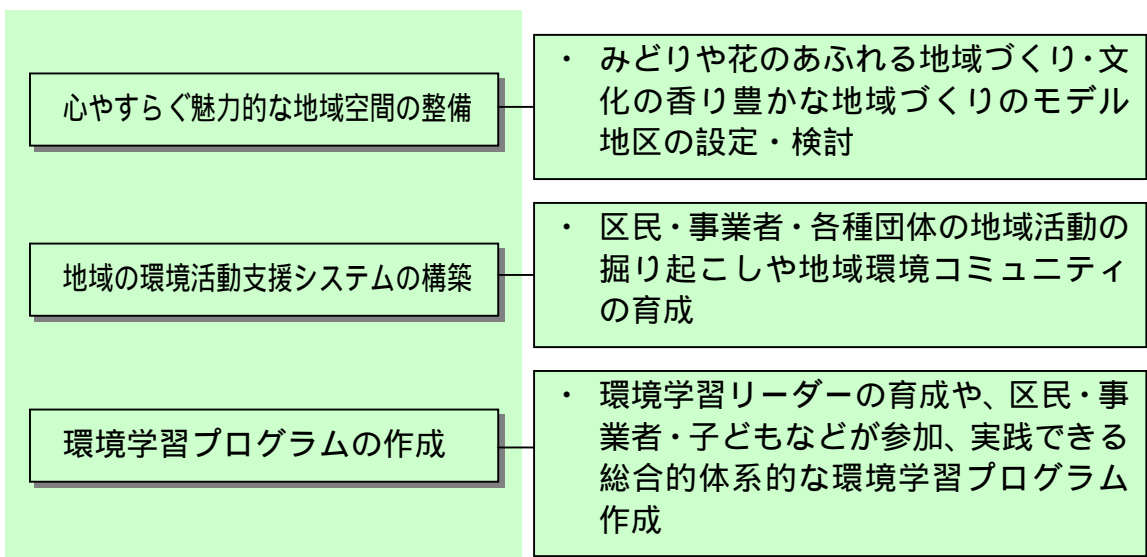 心やすらぐ魅力的な地域空間の整備
・ みどりや花のあふれる地域づくり・文
化の香り豊かな地域づくりのモデル
地区の設定・検討
地域の環境活動支援システムの構築
・ 区民・事業者・各種団体の地域活動の
掘り起こしや地域環境コミュニティ
の育成
環境学習プログラムの作成
・ 環境学習リーダーの育成や、区民・事
業者・子どもなどが参加、実践できる
総合的体系的な環境学習プログラム
作成